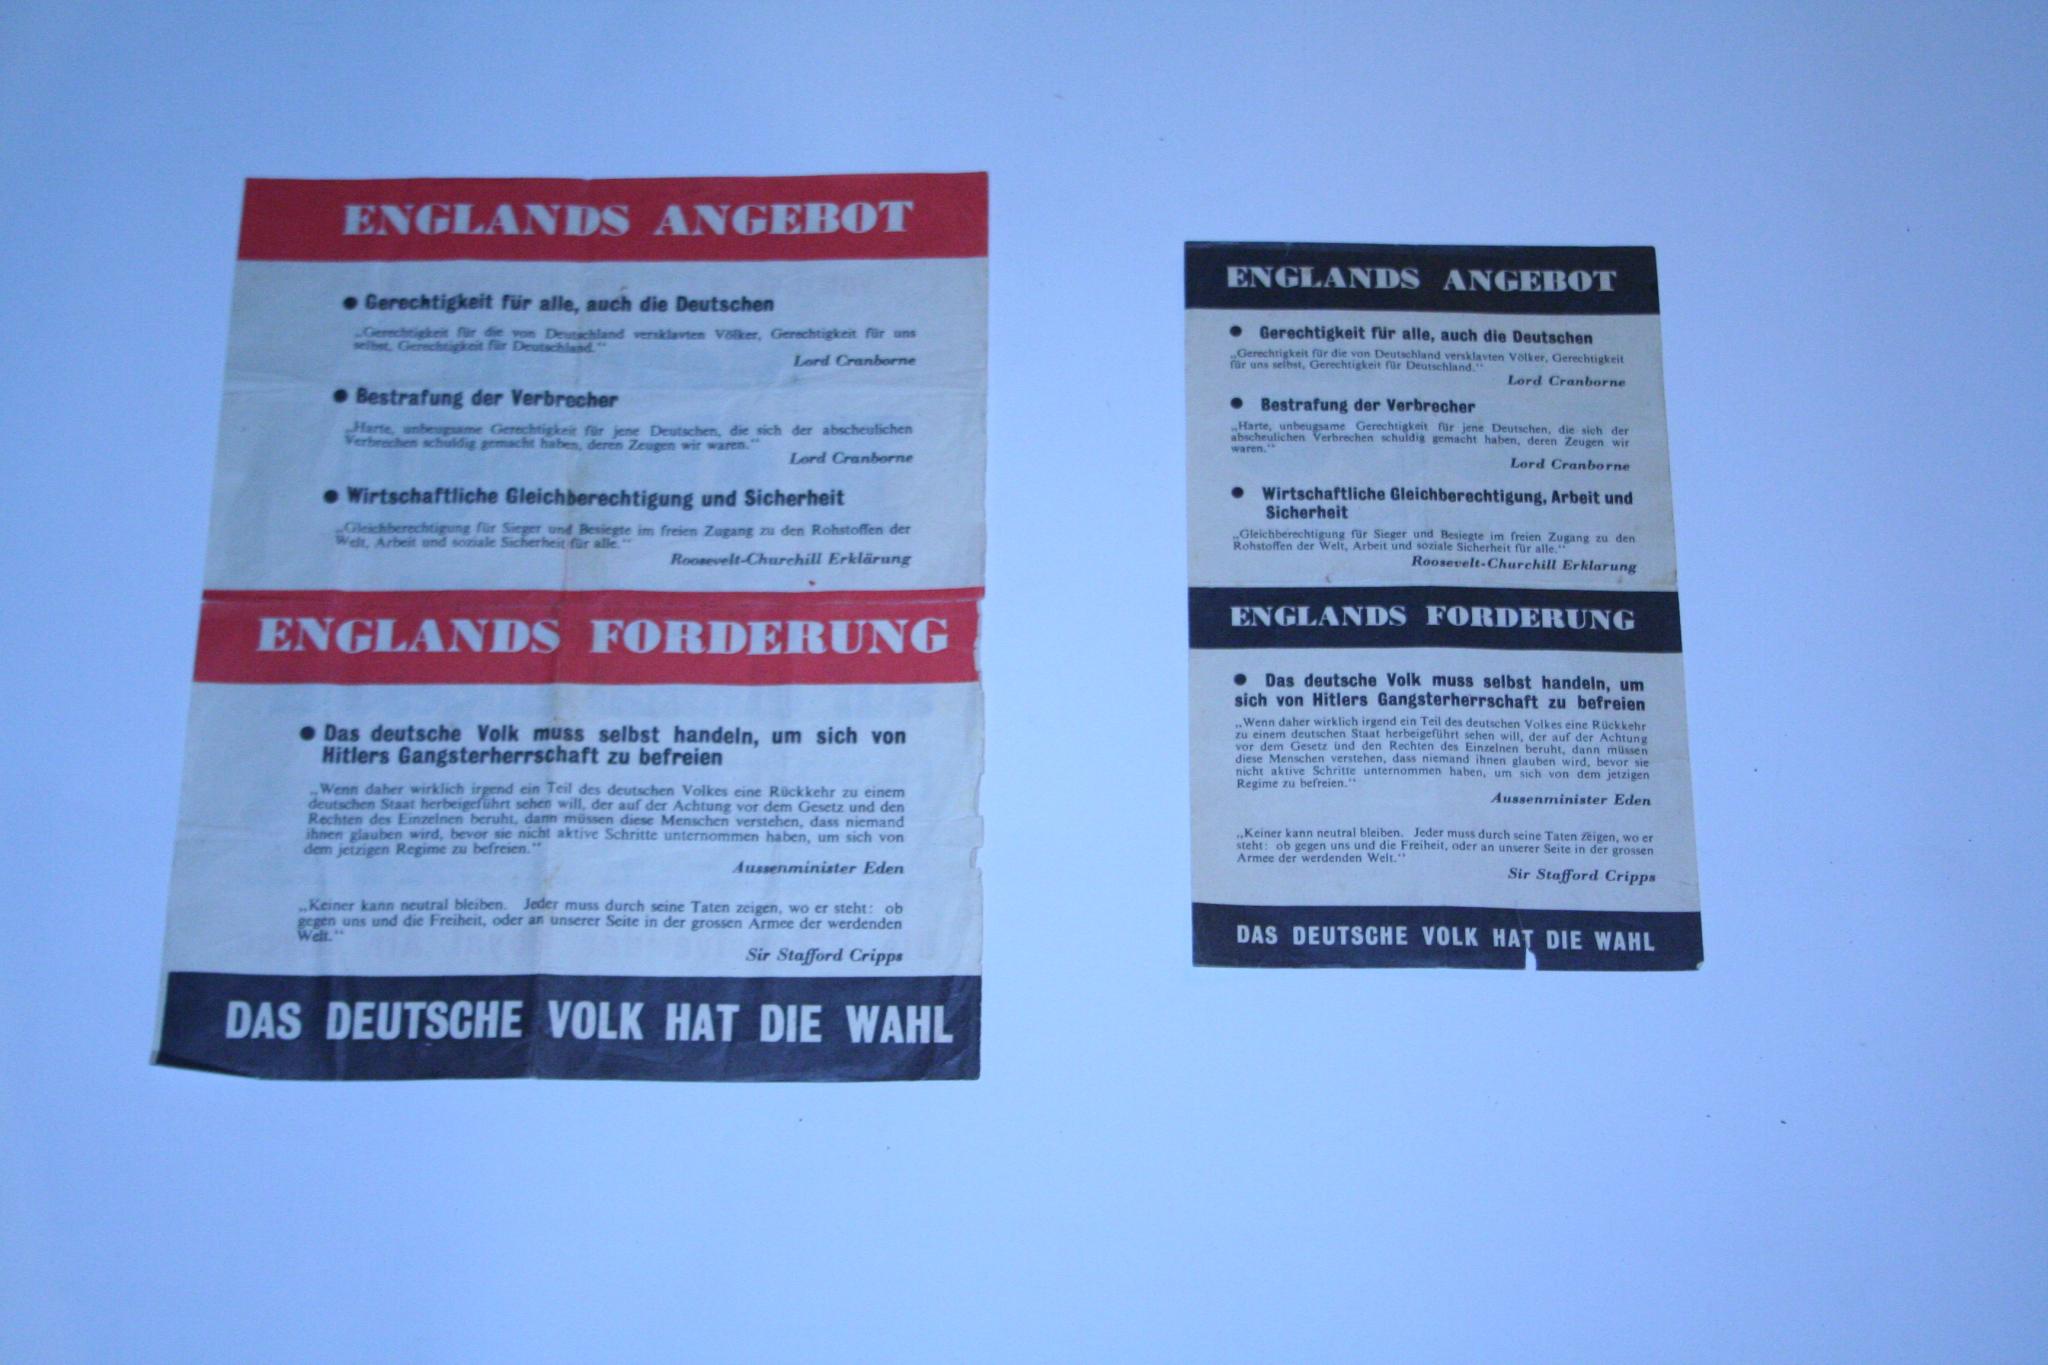 ENGLANDS ANGEBOT
● Gerechtigkeit für alle, auch die Deutschen
„Gerechtigkeit für die von Deutschland versklavten Völker, Gerechtigkeit für uns
selbst, Gerechtigkeit für Deutschland."
Lord Cranborne
● Bestrafung der Verbrecher
„Harte, unbeugsame Gerechtigkeit für jene Deutschen, die sich der abscheulichen
Verbrechen schuldig gemacht haben, deren Zeugen wir waren."
Lord Cranborne
● Wirtschaftliche Gleichberechtigung und Sicherheit
„Gleichberechtigung für Sieger und Besiegte im freien Zugang zu den Rohstoffen der
Welt, Arbeit und soziale Sicherheit für alle."
Roosevelt-Churchill Erklärung
ENGLANDS FORDERUNG
● Das deutsche Volk muss selbst handeln, um sich von
Hitlers Gangsterherrschaft zu befreien
„Wenn daher wirklich irgend ein Teil des deutschen Volkes eine Rückkehr zu einem
deutschen Staat herbeigeführt sehen will, der auf der Achtung vor dem Gesetz und den
Rechten des Einzelnen beruht, dann müssen diese Menschen verstehen, dass niemand
ihnen glauben wird, bevor sie nicht aktive Schritte unternommen haben, um sich von
dem jetzigen Regime zu befreien."
Aussenminister Eden
„Keiner kann neutral bleiben. Jeder muss durch seine Taten zeigen, wo er steht: ob
gegen uns und die Freiheit, oder an unserer Seite in der grossen Armee der werdenden
Welt."
Sir Stafford Cripps
DAS DEUTSCHE VOLK HAT DIE WAHL
ENGLANDS ANGEBOT
● Gerechtigkeit für alle, auch die Deutschen
„Gerechtigkeit für die von Deutschland versklavten Völker, Gerechtigkeit
für uns selbst, Gerechtigkeit für Deutschland."
Lord Cranborne
● Bestrafung der Verbrecher
„Harte, unbeugsame Gerechtigkeit für jene Deutschen, die sich der
abscheulichen Verbrechen schuldig gemacht haben, deren Zeugen wir
waren."
Lord Cranborne
● Wirtschaftliche Gleichberechtigung, Arbeit und
Sicherheit
„Gleichberechtigung für Sieger und Besiegte im freien Zugang zu den
Rohstoffen der Welt, Arbeit und soziale Sicherheit für alle."
Roosevelt-Churchill Erklarung
ENGLANDS FORDERUNG
● Das deutsche Volk muss selbst handeln, um
sich von Hitlers Gangsterherrschaft zu befreien
„Wenn daher wirklich irgend ein Teil des deutschen Volkes eine Rückkehr
zu einem deutschen Staat herbeigeführt sehen will, der auf der Achtung
vor dem Gesetz und den Rechten des Einzelnen beruht, dann müssen
diese Menschen verstehen, dass niemand ihnen glauben wird, bevor sie
nicht aktive Schritte unternommen haben, um sich von dem jetzigen
Regime zu befreien."
Aussenminister Eden
„Keiner kann neutral bleiben. Jeder muss durch seine Taten zeigen, wo er
steht: ob gegen uns und die Freiheit, oder an unserer Seite in der grossen
Armee der werdenden Welt."
Sir Stafford Cripps
DAS DEUTSCHE VOLK HAT DIE WAHL